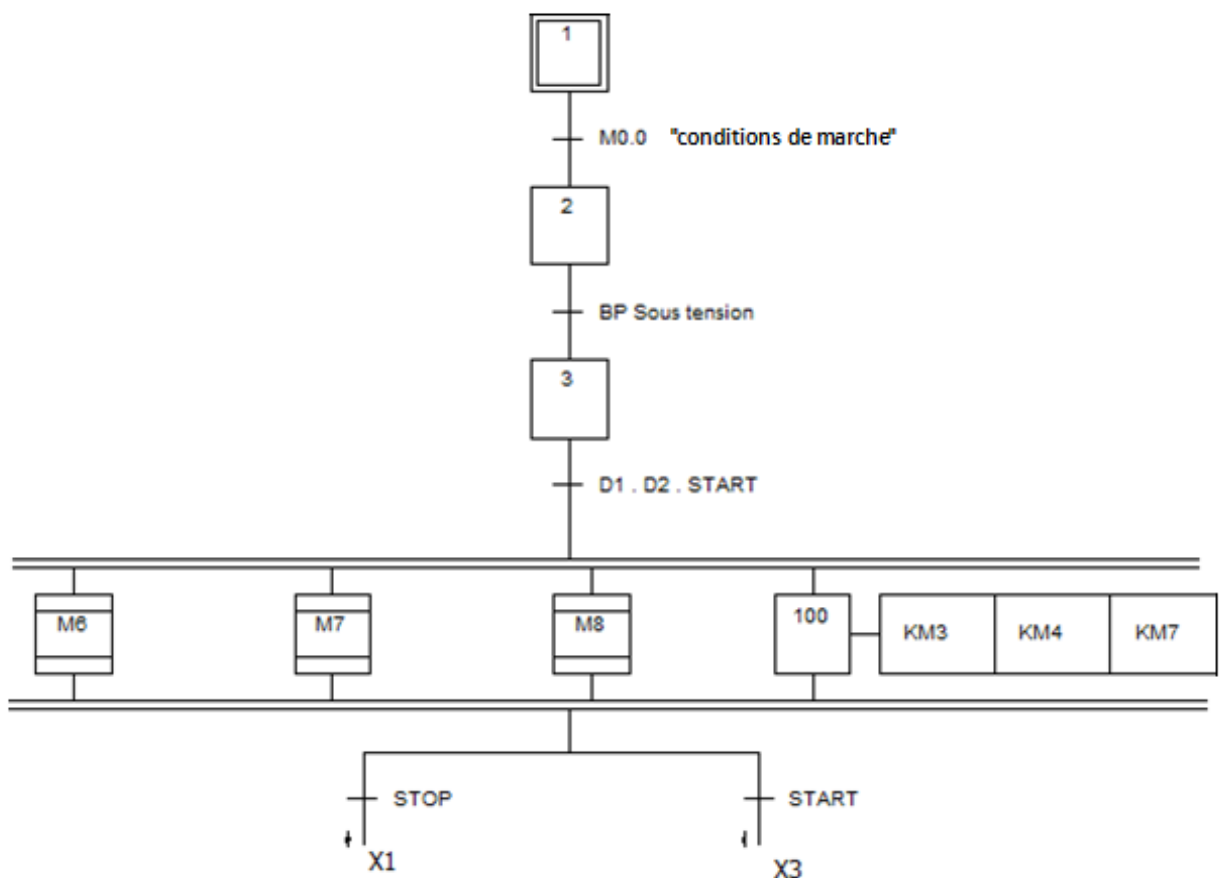 1
M0.0 "conditions de marche"
2
BP Sous tension
3
D1 . D2 . START
M6 M7 M8 100 KM3 KM4 KM7
STOP START
X1 X3